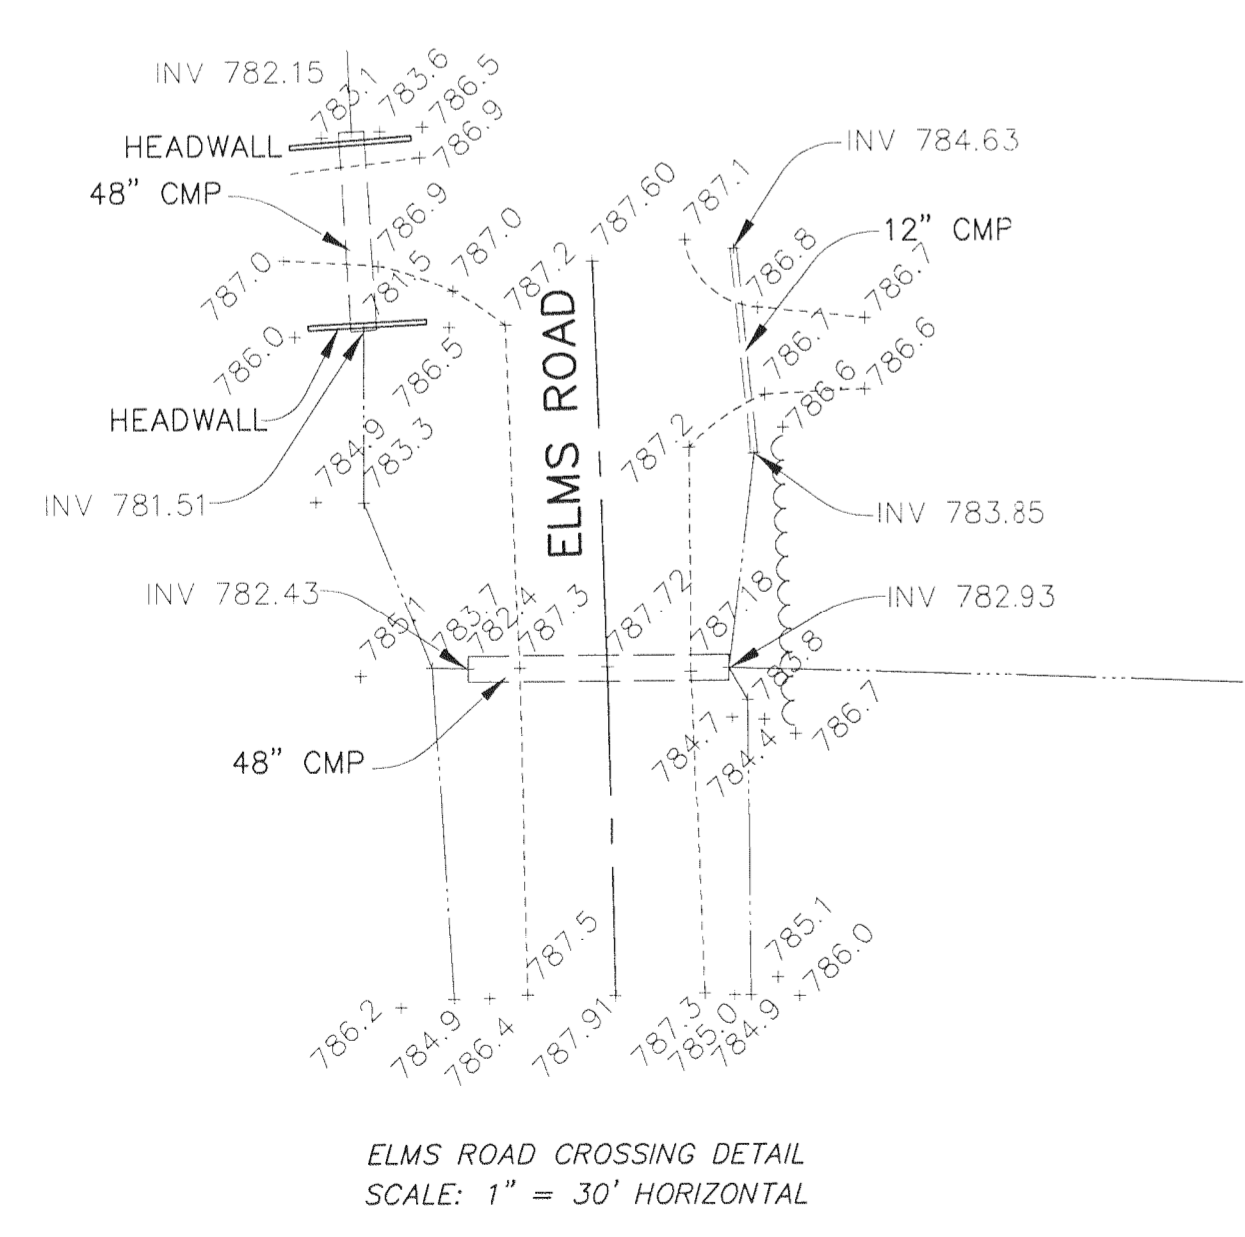 INV 782.15
783.1
783.6
786.5
786.9
HEADWALL
48" CMP
786.9
787.0
787.0
781.5
787.2
787.60
787.1
INV 784.63
12" CMP
786.8
786.7
786.7
786.6
786.6
786.0
786.5
HEADWALL
ELMS ROAD
784.9
783.3
787.2
INV 781.51
INV 783.85
INV 782.43
785.1
783.7
782.4
787.3
787.72
787.18
INV 782.93
783.8
48" CMP
784.7
784.4
786.7
787.5
785.1
786.0
786.2
784.9
786.4
787.91
787.3
785.0
784.9
ELMS ROAD CROSSING DETAIL
SCALE: 1" = 30' HORIZONTAL